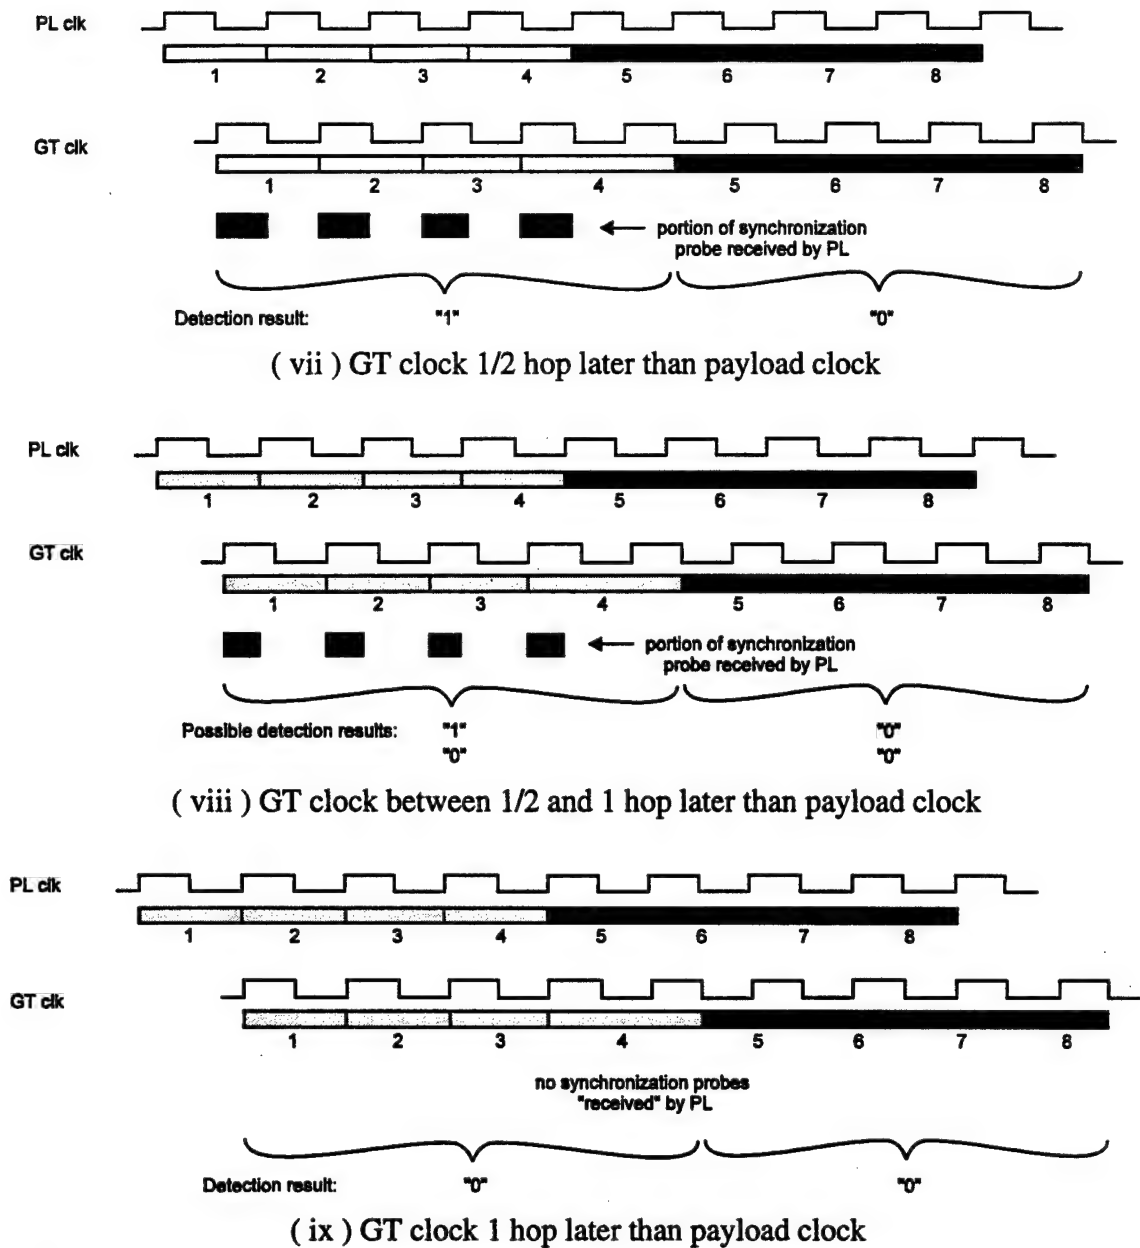 PL clk
1 2 3 4 5 6 7 8
GT clk
1 2 3 4 5 6 7 8
portion of synchronization
probe received by PL
Detection result: "1" "0"
( vii ) GT clock 1/2 hop later than payload clock
PL clk
1 2 3 4 5 6 7 8
GT clk
1 2 3 4 5 6 7 8
portion of synchronization
probe received by PL
Possible detection results: "1" "0"
"0" "0"
( viii ) GT clock between 1/2 and 1 hop later than payload clock
PL clk
1 2 3 4 5 6 7 8
GT clk
1 2 3 4 5 6 7 8
no synchronization probes
"received" by PL
Detection result: "0" "0"
( ix ) GT clock 1 hop later than payload clock